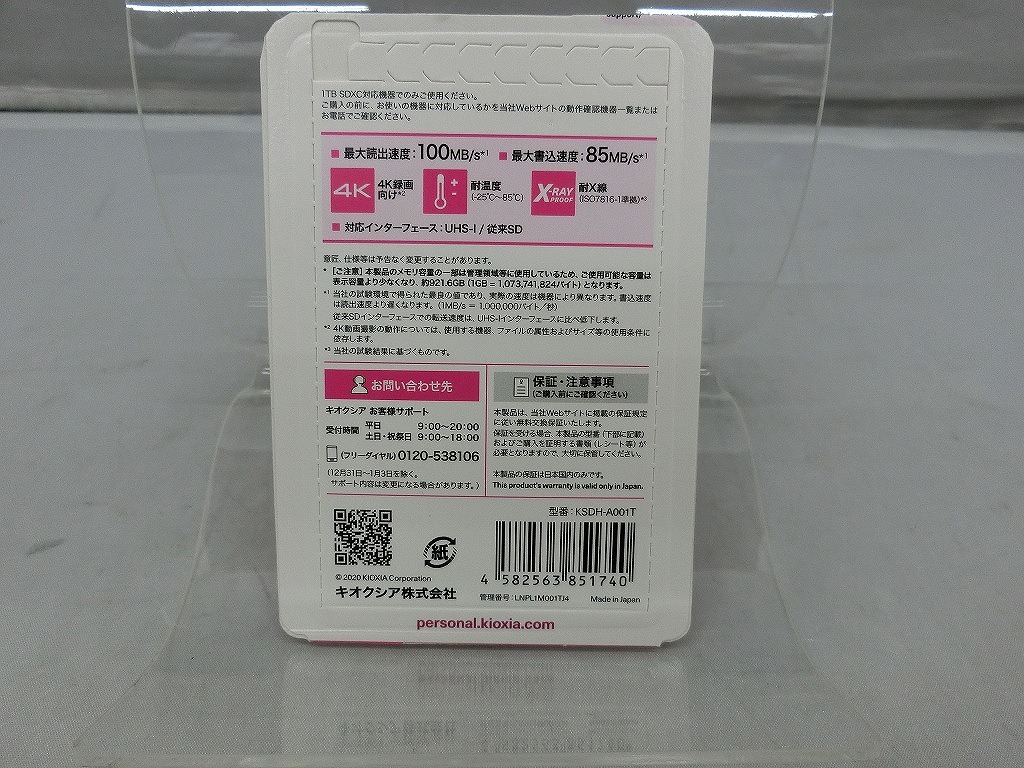 support/
1TB SDXC対応機器でのみご使用ください。
ご購入の前に、お使いの機器に対応しているかを当社Webサイトの動作確認機器一覧または
お電話でご確認ください。
■ 最大読出速度：100MB/s*1 ■ 最大書込速度：85MB/s*1
4K 4K録画向け*2 耐温度(-25℃～85℃) X-RAY PROOF 耐X線(ISO7816-1準拠)*3
■ 対応インターフェース：UHS-I / 従来SD
意匠、仕様等は予告なく変更することがあります。
* [ご注意] 本製品のメモリ容量の一部は管理領域等に使用しているため、ご使用可能な容量は
表示容量より少なくなり、約921.6GB (1GB = 1,073,741,824バイト) となります。
*1 当社の試験環境で得られた最良の値であり、実際の速度は機器により異なります。書込速度
は読出速度より遅くなります。(1MB/s = 1,000,000バイト／秒)
従来SDインターフェースでの転送速度は、UHS-Iインターフェースに比べ低下します。
*2 4K動画撮影の動作については、使用する機器、ファイルの属性およびサイズ等の使用条件に
依存します。
*3 当社の試験結果に基づくものです。
お問い合わせ先
キオクシア お客様サポート
受付時間 平日 9:00～20:00
土日・祝祭日 9:00～18:00
(フリーダイヤル) 0120-538106
(12月31日～1月3日を除く。
サポート内容は変更になる場合があります。)
保証・注意事項
(ご購入前にご確認ください)
本製品は、当社Webサイトに掲載の保証規定
に従い無料交換保証いたします。
保証を受ける場合、本製品の型番(下部に記載)
およびご購入を証明する書類(レシート等)が
必要となりますので、大切に保管してください。
本製品の保証は日本国内のみです。
This product's warranty is valid only in Japan.
型番：KSDH-A001T
紙
4 582563 851740
© 2020 KIOXIA Corporation
キオクシア株式会社
管理番号：LNPL1M001TJ4 Made in Japan
personal.kioxia.com